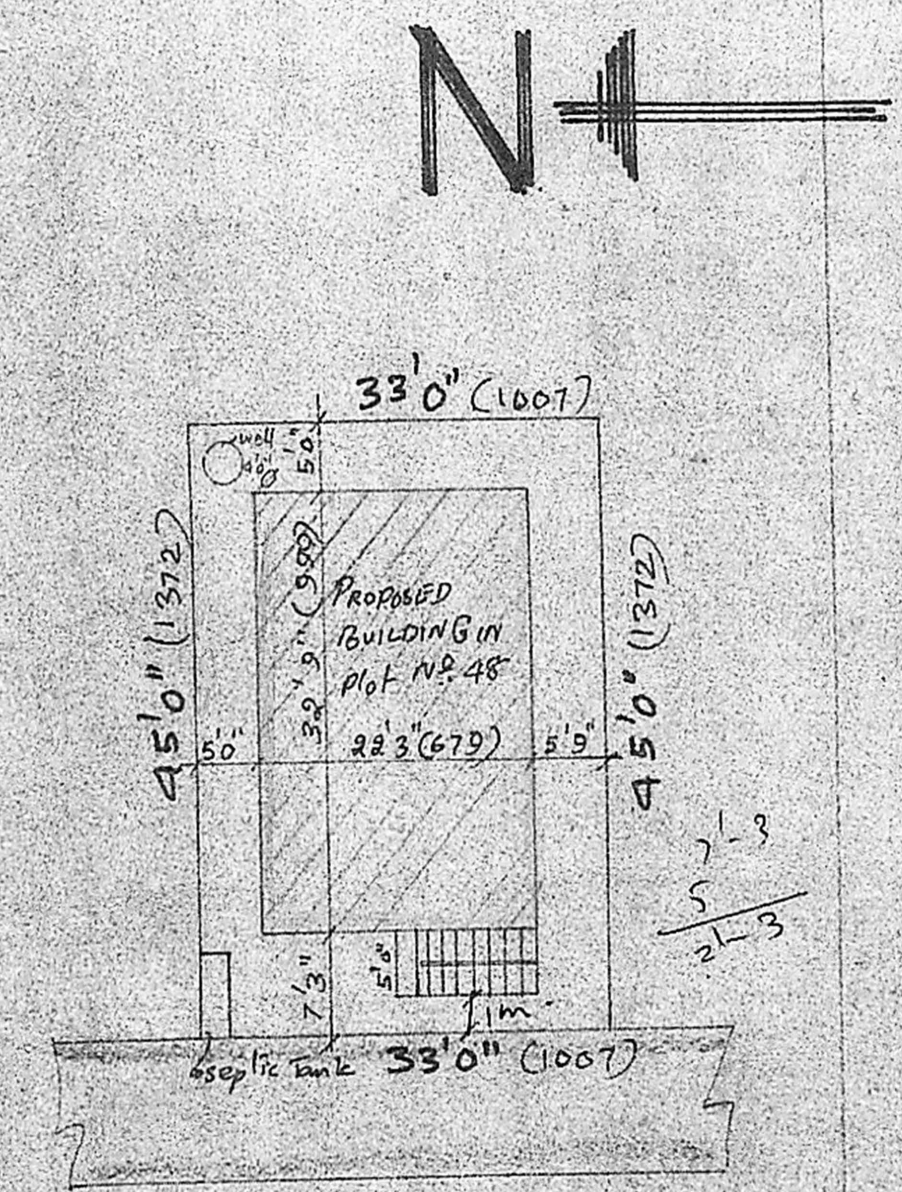 N
33'0" (1007)
well
4'0" ø
5'0"
45'0" (1372)
32'9" (999)
PROPOSED
BUILDING IN
Plot Nº. 48
45'0" (1372)
5'0"
22'3" (679)
5'9"
7'-3
5
2'-3
7'3"
5'0"
1m.
septic Tank
33'0" (1007)